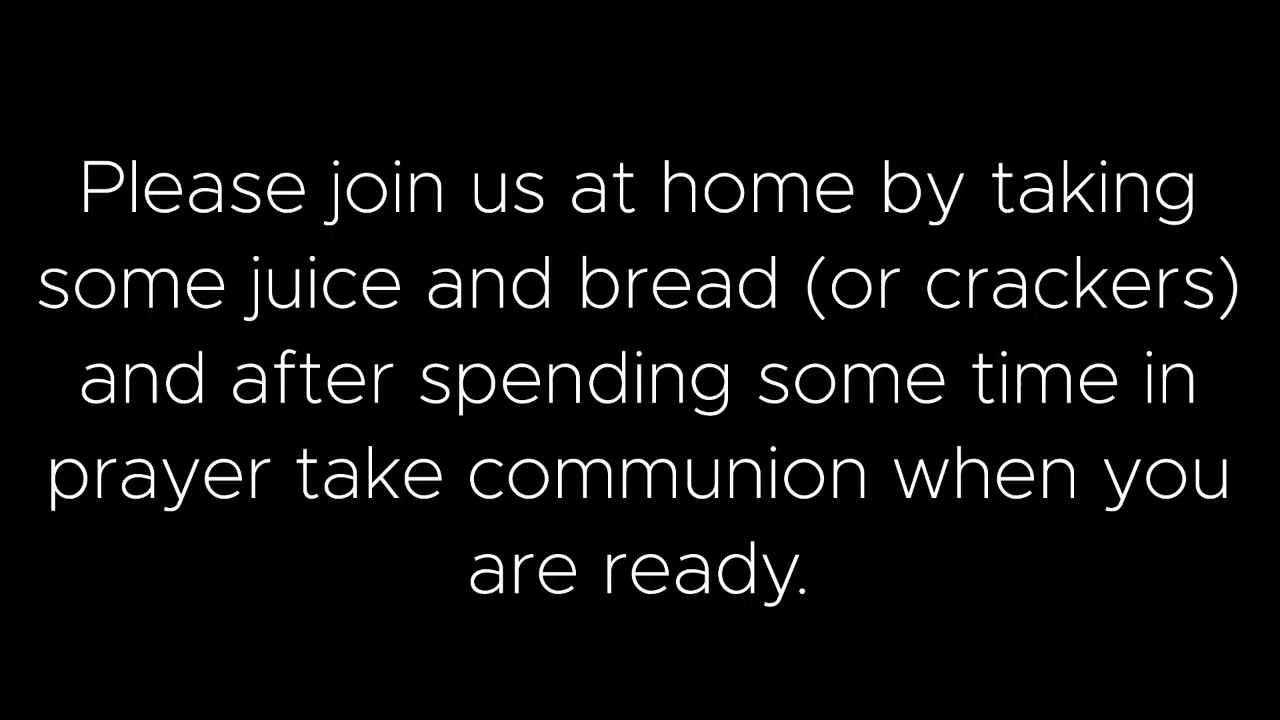 Please join us at home by taking
some juice and bread (or crackers)
and after spending some time in
prayer take communion when you
are ready.